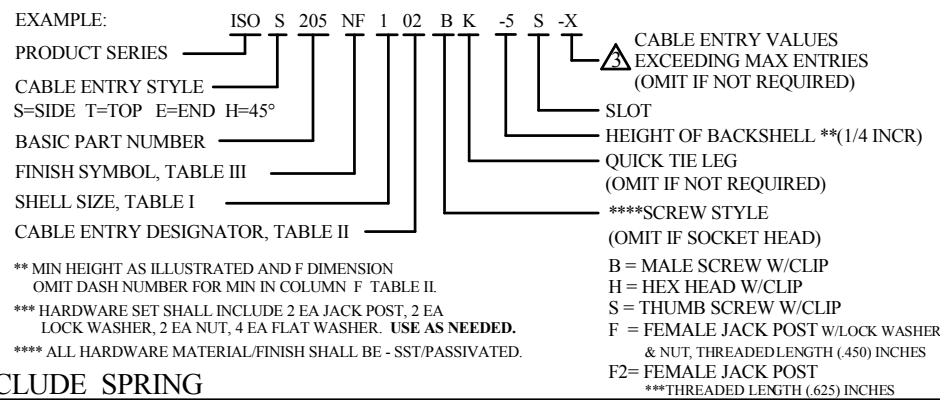 EXAMPLE: ISO S 205 NF 1 02 B K -5 S -X
PRODUCT SERIES
CABLE ENTRY STYLE
S=SIDE T=TOP E=END H=45°
BASIC PART NUMBER
FINISH SYMBOL, TABLE III
SHELL SIZE, TABLE I
CABLE ENTRY DESIGNATOR, TABLE II
** MIN HEIGHT AS ILLUSTRATED AND F DIMENSION
OMIT DASH NUMBER FOR MIN IN COLUMN F TABLE II.
*** HARDWARE SET SHALL INCLUDE 2 EA JACK POST, 2 EA
LOCK WASHER, 2 EA NUT, 4 EA FLAT WASHER. USE AS NEEDED.
**** ALL HARDWARE MATERIAL/FINISH SHALL BE - SST/PASSIVATED.
CLUDE SPRING
CABLE ENTRY VALUES
3 EXCEEDING MAX ENTRIES
(OMIT IF NOT REQUIRED)
SLOT
HEIGHT OF BACKSHELL **(1/4 INCR)
QUICK TIE LEG
(OMIT IF NOT REQUIRED)
****SCREW STYLE
(OMIT IF SOCKET HEAD)
B = MALE SCREW W/CLIP
H = HEX HEAD W/CLIP
S = THUMB SCREW W/CLIP
F = FEMALE JACK POST W/LOCK WASHER
& NUT, THREADED LENGTH (.450) INCHES
F2= FEMALE JACK POST
***THREADED LENGTH (.625) INCHES